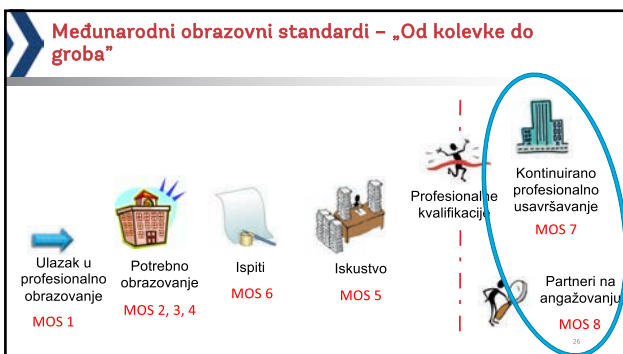 Međunarodni obrazovni standardi – „Od kolevke do
groba”
Ulazak u
profesionalno
obrazovanje
MOS 1
Potrebno
obrazovanje
MOS 2, 3, 4
Ispiti
MOS 6
Iskustvo
MOS 5
Profesionalne
kvalifikacije
Kontinuirano
profesionalno
usavršavanje
MOS 7
Partneri na
angažovanju
MOS 8
26